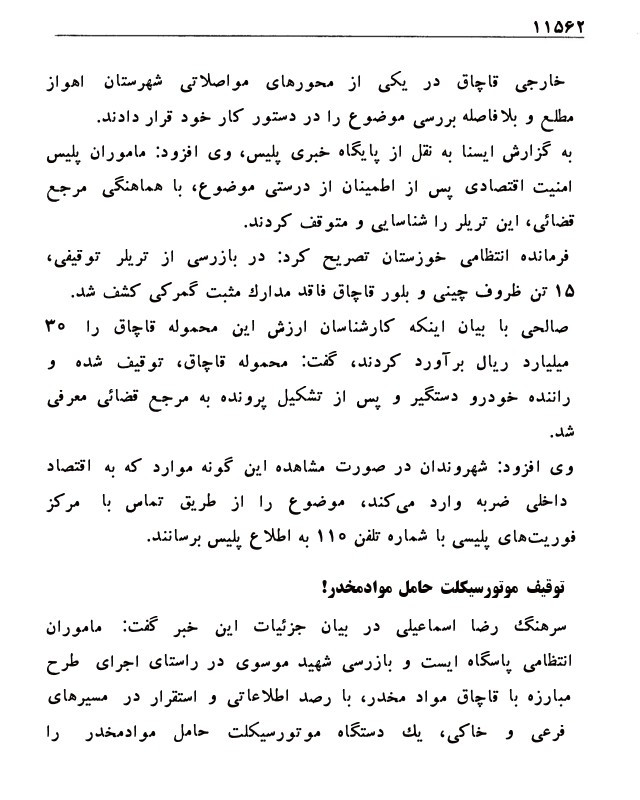 ۱۱۵۶۲
خارجی قاچاق در یکی از محورهای مواصلاتی شهرستان اهواز
مطلع و بلافاصله بررسی موضوع را در دستور کار خود قرار دادند.
به گزارش ایسنا به نقل از پایگاه خبری پلیس، وی افزود: ماموران پلیس
امنیت اقتصادی پس از اطمینان از درستی موضوع، با هماهنگی مرجع
قضائی، این تریلر را شناسایی و متوقف کردند.
فرمانده انتظامی خوزستان تصریح کرد: در بازرسی از تریلر توقیفی،
۱۵ تن ظروف چینی و بلور قاچاق فاقد مدارك مثبت گمرکی کشف شد.
صالحی با بیان اینکه کارشناسان ارزش این محموله قاچاق را ۳۰
میلیارد ریال برآورد کردند، گفت: محموله قاچاق، توقیف شده و
راننده خودرو دستگیر و پس از تشکیل پرونده به مرجع قضائی معرفی
شد.
وی افزود: شهروندان در صورت مشاهده این گونه موارد که به اقتصاد
داخلی ضربه وارد می‌کند، موضوع را از طریق تماس با مرکز
فوریت‌های پلیسی با شماره تلفن ۱۱۰ به اطلاع پلیس برسانند.
توقیف موتورسیکلت حامل موادمخدر!
سرهنگ رضا اسماعیلی در بیان جزئیات این خبر گفت: ماموران
انتظامی پاسگاه ایست و بازرسی شهید موسوی در راستای اجرای طرح
مبارزه با قاچاق مواد مخدر، با رصد اطلاعاتی و استقرار در مسیرهای
فرعی و خاکی، یك دستگاه موتورسیکلت حامل موادمخدر را